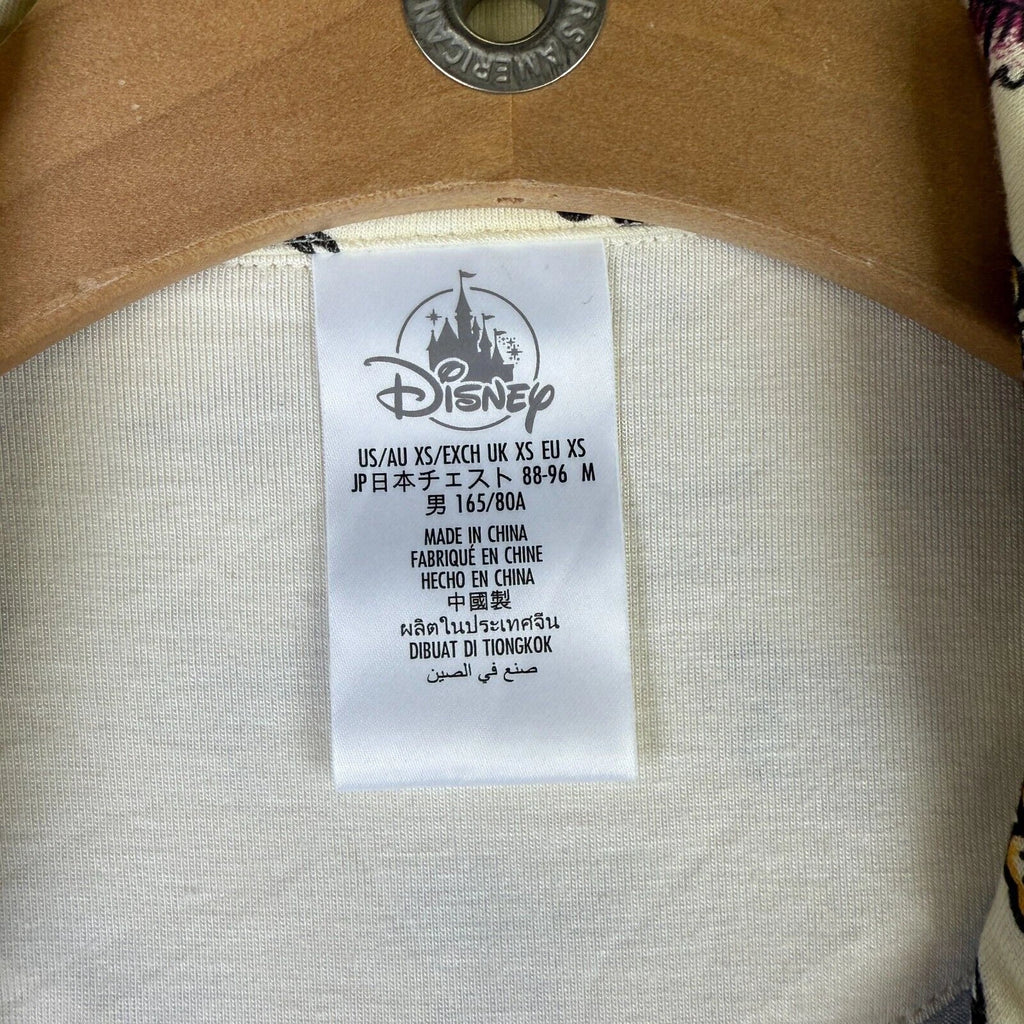 RS/AMERICAN
DISNEY
US/AU XS/EXCH UK XS EU XS
JP日本チェスト 88-96 M
男 165/80A
MADE IN CHINA
FABRIQUÉ EN CHINE
HECHO EN CHINA
中國製
ผลิตในประเทศจีน
DIBUAT DI TIONGKOK
صنع في الصين